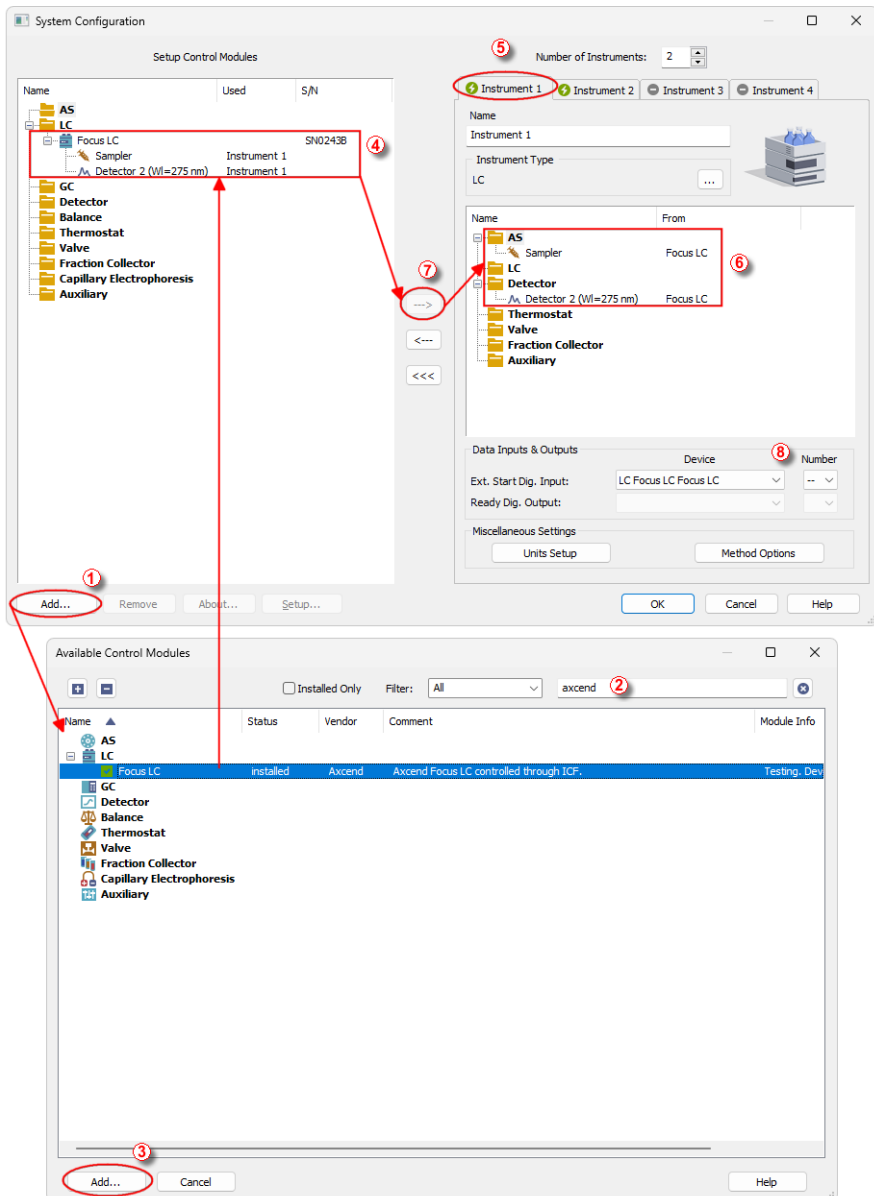 System Configuration
Setup Control Modules
Name Used S/N
AS
LC
Focus LC SN0243B
Sampler Instrument 1
Detector 2 (Wl=275 nm) Instrument 1
GC
Detector
Balance
Thermostat
Valve
Fraction Collector
Capillary Electrophoresis
Auxiliary
4
7
--->
<---
<<<
5
Number of Instruments: 2
Instrument 1 Instrument 2 Instrument 3 Instrument 4
Name
Instrument 1
Instrument Type
LC ...
Name From
AS
Sampler Focus LC
LC
Detector
Detector 2 (Wl=275 nm) Focus LC
Thermostat
Valve
Fraction Collector
Auxiliary
6
Data Inputs & Outputs
Device 8 Number
Ext. Start Dig. Input: LC Focus LC Focus LC --
Ready Dig. Output:
Miscellaneous Settings
Units Setup Method Options
1
Add... Remove About... Setup... OK Cancel Help
Available Control Modules
Installed Only Filter: All axcend 2
Name Status Vendor Comment Module Info
AS
LC
Focus LC installed Axcend Axcend Focus LC controlled through ICF. Testing. Dev
GC
Detector
Balance
Thermostat
Valve
Fraction Collector
Capillary Electrophoresis
Auxiliary
3
Add... Cancel Help